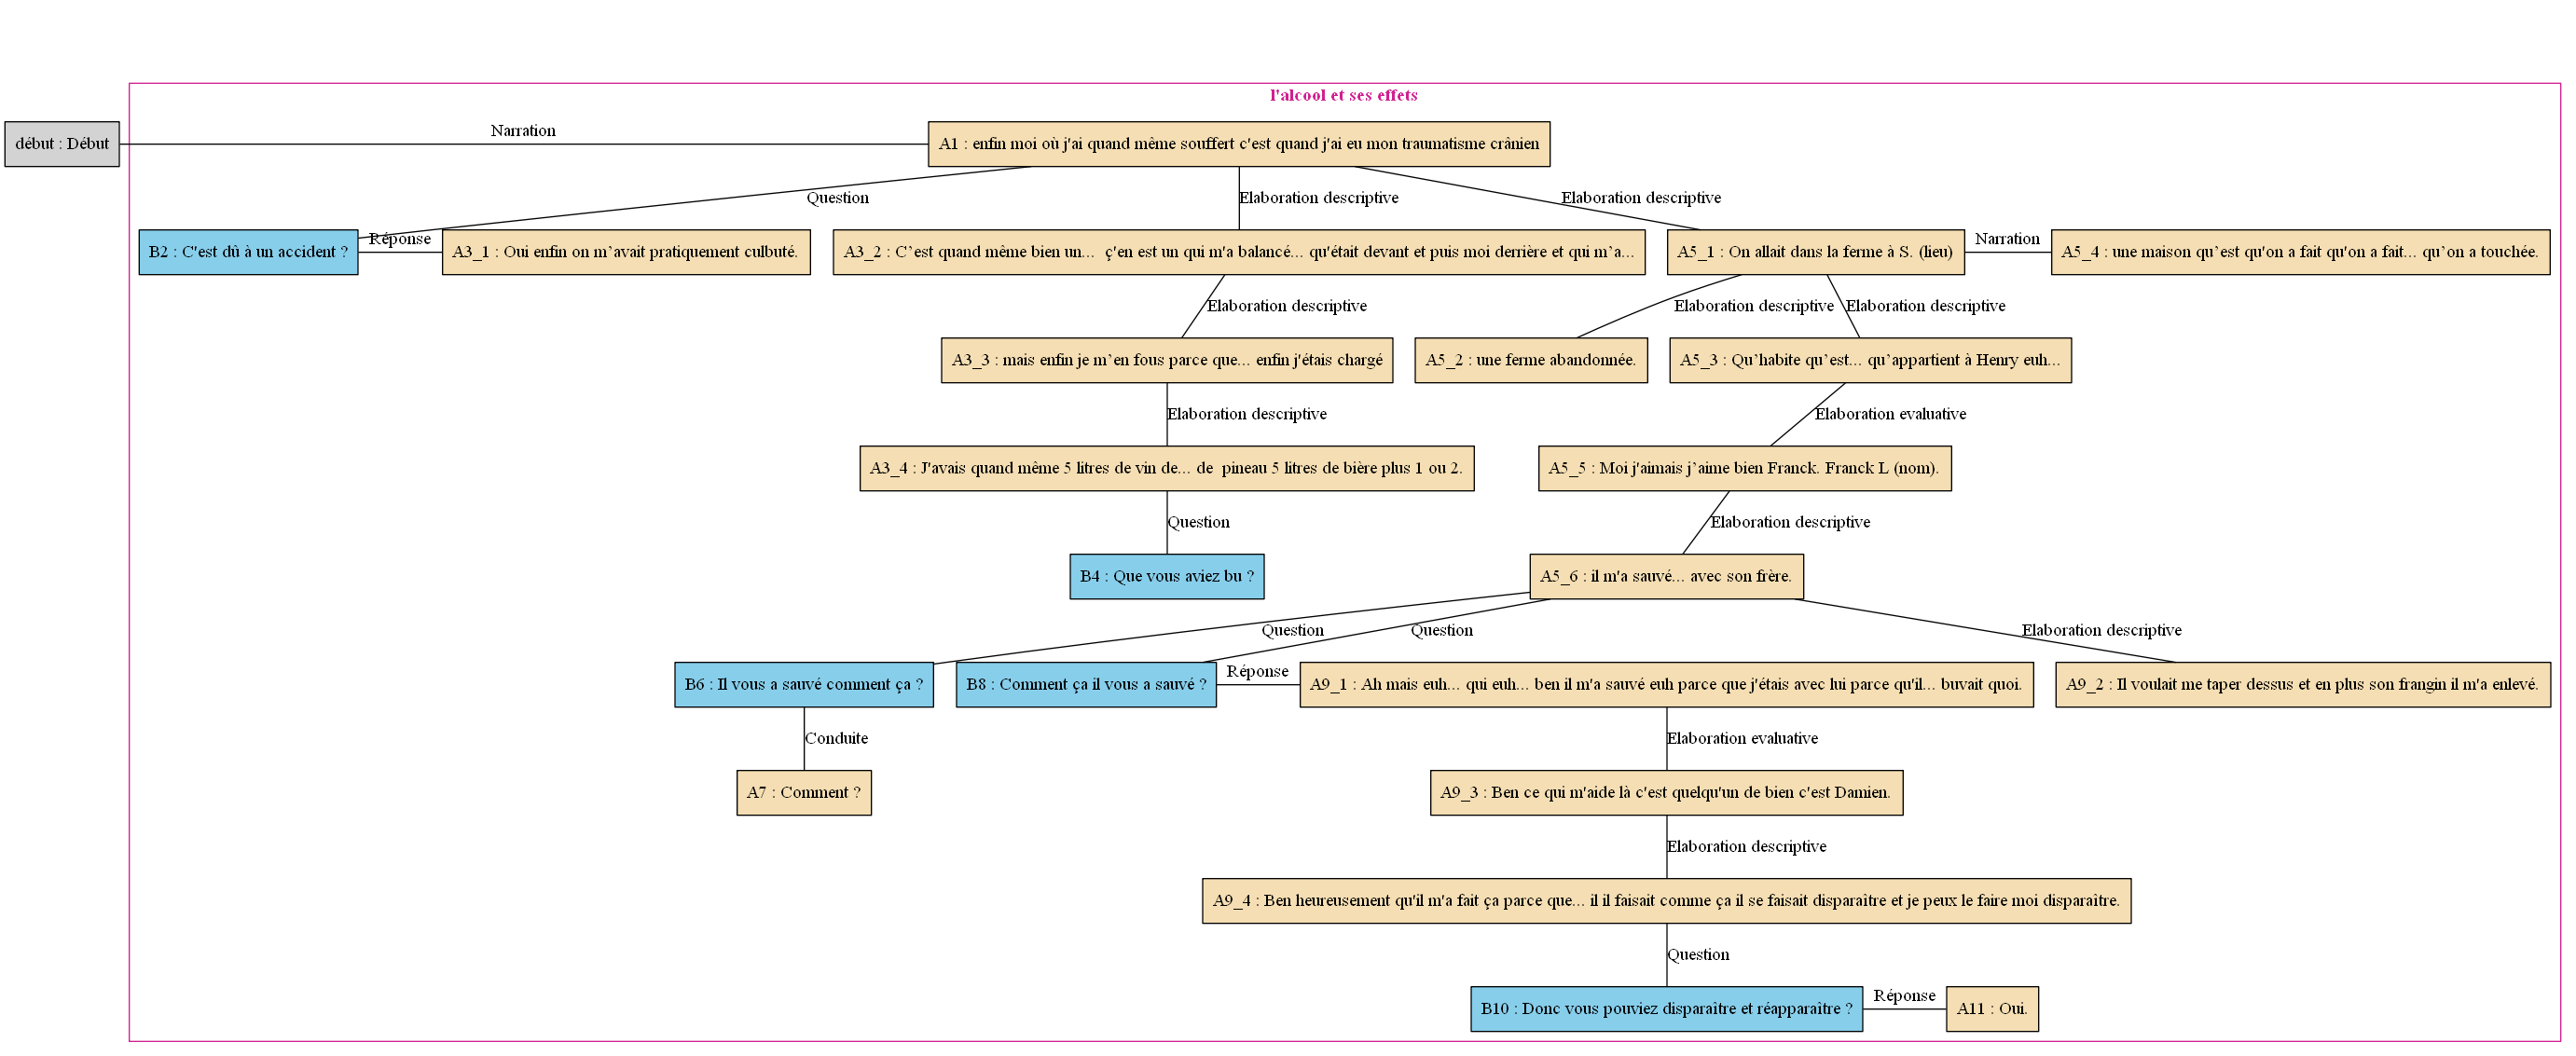 l'alcool et ses effets
Narration
début : Début
A1 : enfin moi où j'ai quand même souffert c'est quand j'ai eu mon traumatisme crânien
Question
Elaboration descriptive
Elaboration descriptive
B2 : C'est dû à un accident ?
Réponse
A3_1 : Oui enfin on m’avait pratiquement culbuté.
A3_2 : C’est quand même bien un...  ç'en est un qui m'a balancé... qu'était devant et puis moi derrière et qui m’a...
A5_1 : On allait dans la ferme à S. (lieu)
Narration
A5_4 : une maison qu’est qu'on a fait qu'on a fait... qu’on a touchée.
Elaboration descriptive
Elaboration descriptive
Elaboration descriptive
A3_3 : mais enfin je m’en fous parce que... enfin j'étais chargé
A5_2 : une ferme abandonnée.
A5_3 : Qu’habite qu’est... qu’appartient à Henry euh...
Elaboration descriptive
Elaboration evaluative
A3_4 : J'avais quand même 5 litres de vin de... de  pineau 5 litres de bière plus 1 ou 2.
A5_5 : Moi j'aimais j’aime bien Franck. Franck L (nom).
Question
Elaboration descriptive
B4 : Que vous aviez bu ?
A5_6 : il m'a sauvé... avec son frère.
Question
Question
Elaboration descriptive
B6 : Il vous a sauvé comment ça ?
B8 : Comment ça il vous a sauvé ?
Réponse
A9_1 : Ah mais euh... qui euh... ben il m'a sauvé euh parce que j'étais avec lui parce qu'il... buvait quoi.
A9_2 : Il voulait me taper dessus et en plus son frangin il m'a enlevé.
Conduite
Elaboration evaluative
A7 : Comment ?
A9_3 : Ben ce qui m'aide là c'est quelqu'un de bien c'est Damien.
Elaboration descriptive
A9_4 : Ben heureusement qu'il m'a fait ça parce que... il il faisait comme ça il se faisait disparaître et je peux le faire moi disparaître.
Question
B10 : Donc vous pouviez disparaître et réapparaître ?
Réponse
A11 : Oui.